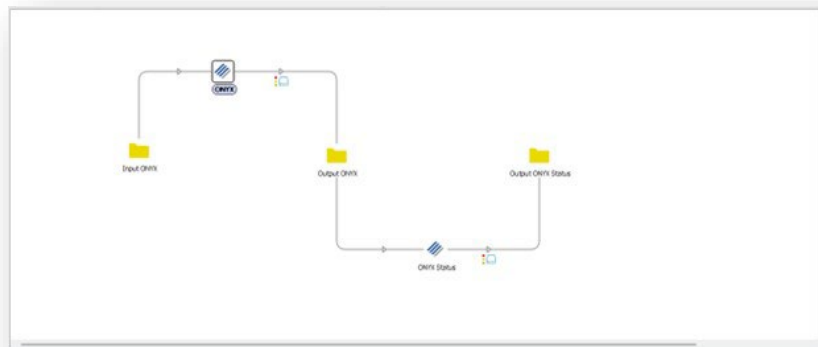 ONYX
Input ONYX
Output ONYX
Output ONYX Status
ONYX Status